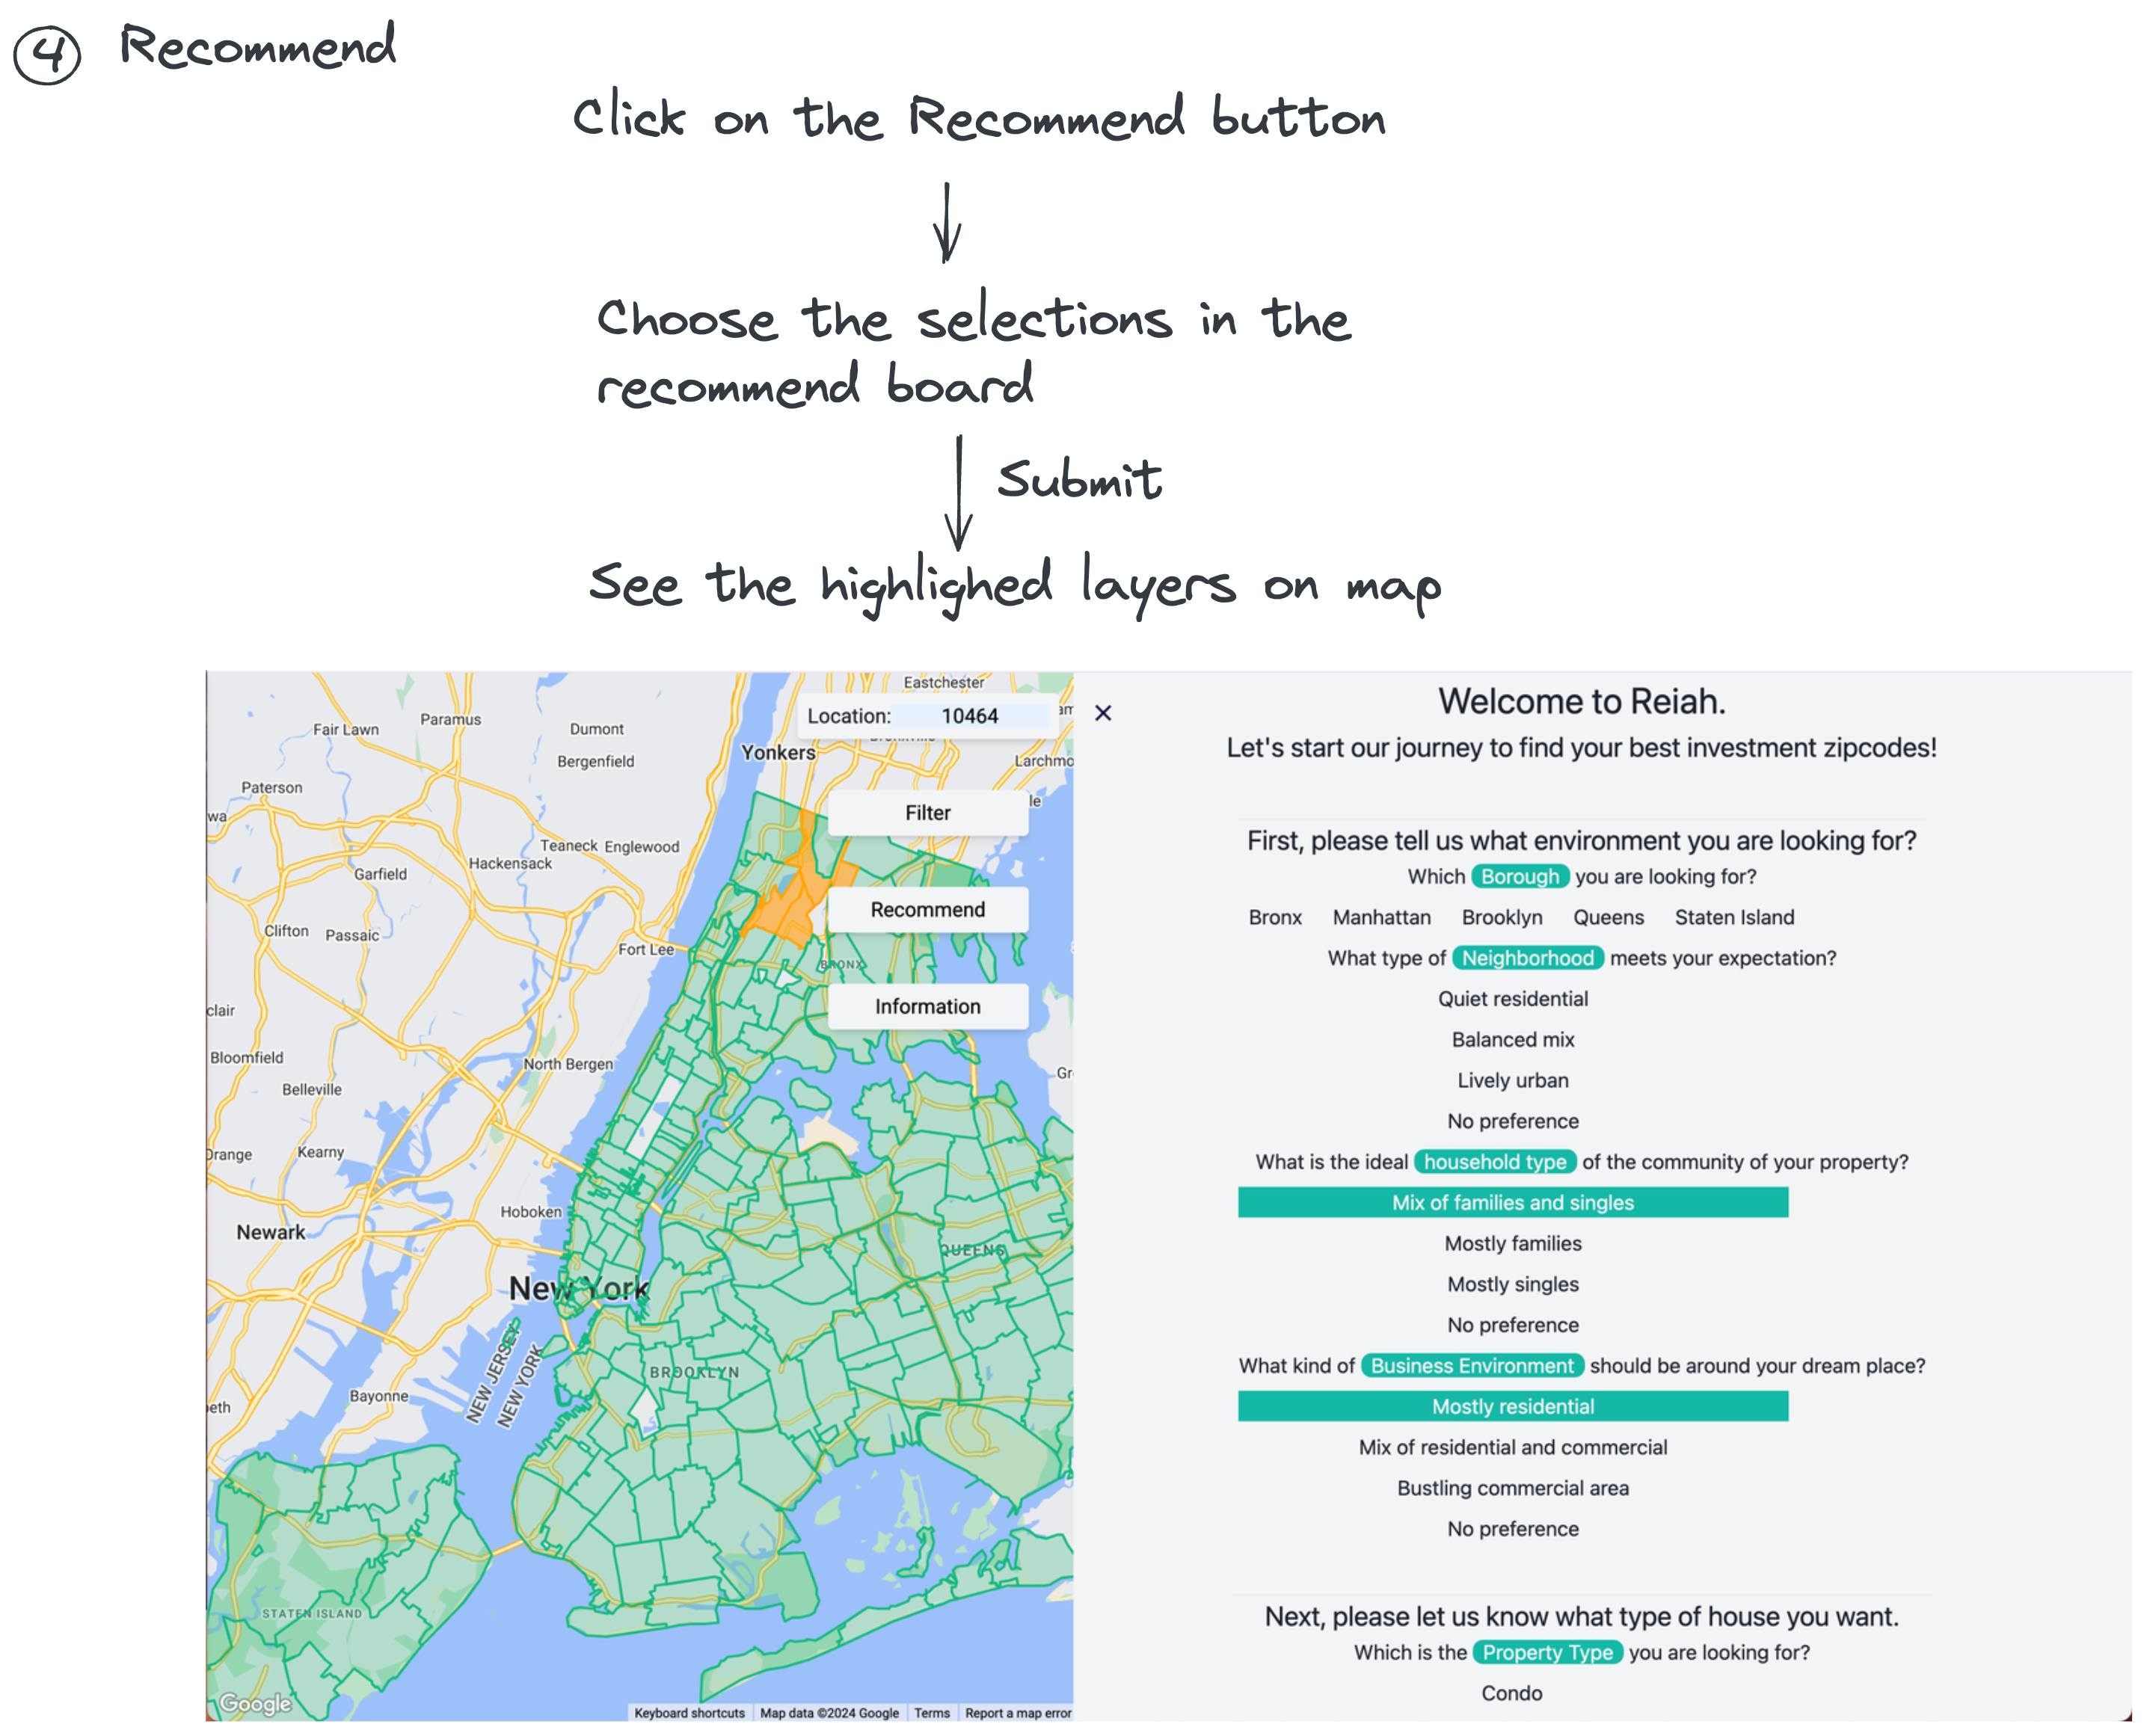 4 Recommend
Click on the Recommend button
Choose the selections in the
recommend board
Submit
See the highlighed layers on map
Eastchester
Fair Lawn
Paramus
Dumont
Location: 10464
Yonkers
Bergenfield
Larchmo
Paterson
wa
le
Filter
Teaneck Englewood
Hackensack
Garfield
Recommend
Clifton
Passaic
Fort Lee
BRONX
Information
clair
Bloomfield
North Bergen
Belleville
Gr
Orange
Kearny
Hoboken
Newark
QUEENS
New York
NEW JERSEY
NEW YORK
BROOKLYN
Bayonne
eth
STATEN ISLAND
Google
Keyboard shortcuts
Map data ©2024 Google
Terms
Report a map error
×
Welcome to Reiah.
Let's start our journey to find your best investment zipcodes!
First, please tell us what environment you are looking for?
Which Borough you are looking for?
Bronx Manhattan Brooklyn Queens Staten Island
What type of Neighborhood meets your expectation?
Quiet residential
Balanced mix
Lively urban
No preference
What is the ideal household type of the community of your property?
Mix of families and singles
Mostly families
Mostly singles
No preference
What kind of Business Environment should be around your dream place?
Mostly residential
Mix of residential and commercial
Bustling commercial area
No preference
Next, please let us know what type of house you want.
Which is the Property Type you are looking for?
Condo